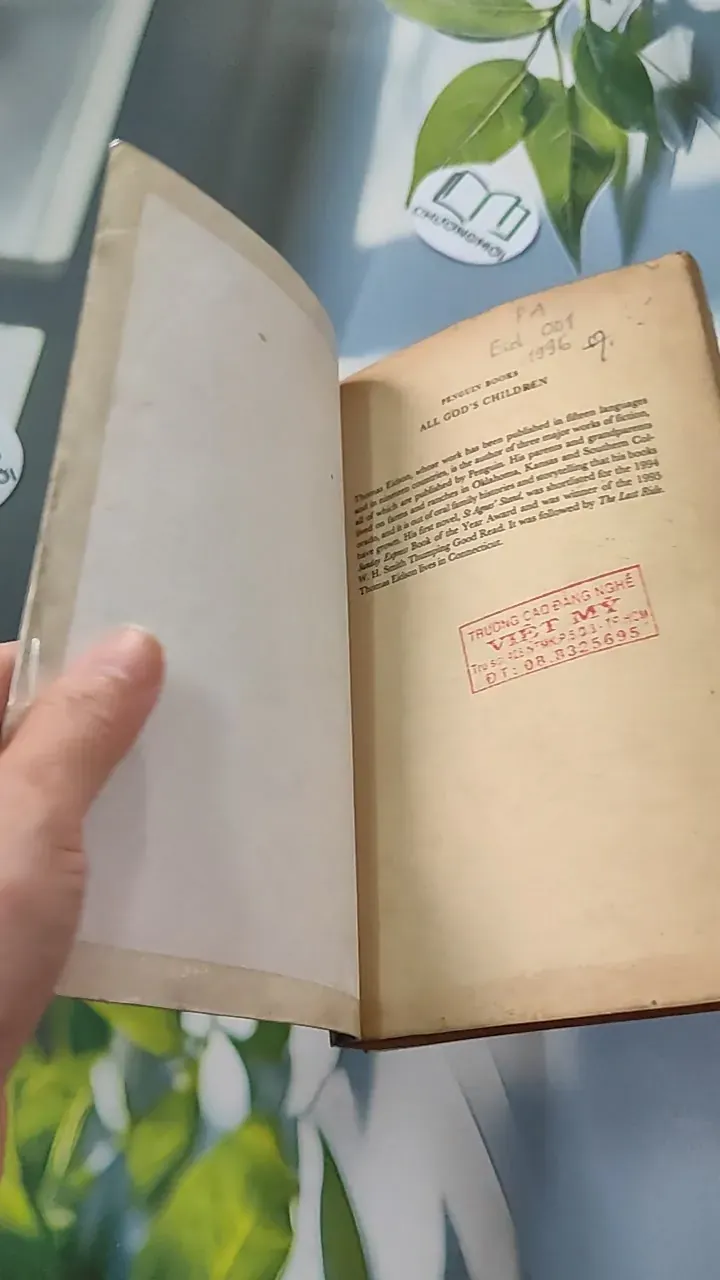 CHƯƠNG MỚI
PA
Eid 001
1996
PENGUIN BOOKS
ALL GOD'S CHILDREN
Thomas Eidson, whose work has been published in fifteen languages
and in nineteen countries, is the author of three major works of fiction,
all of which are published by Penguin. His parents and grandparents
lived on farms and ranches in Oklahoma, Kansas and Southern Col-
orado, and it is out of oral family histories and storytelling that his books
have grown. His first novel, St Agnes' Stand, was shortlisted for the 1994
Sunday Express Book of the Year Award and was winner of the 1995
W. H. Smith Thumping Good Read. It was followed by The Last Ride.
Thomas Eidson lives in Connecticut.
TRƯỜNG CAO ĐẲNG NGHỀ
VIỆT MỸ
ĐT: 08.8325695